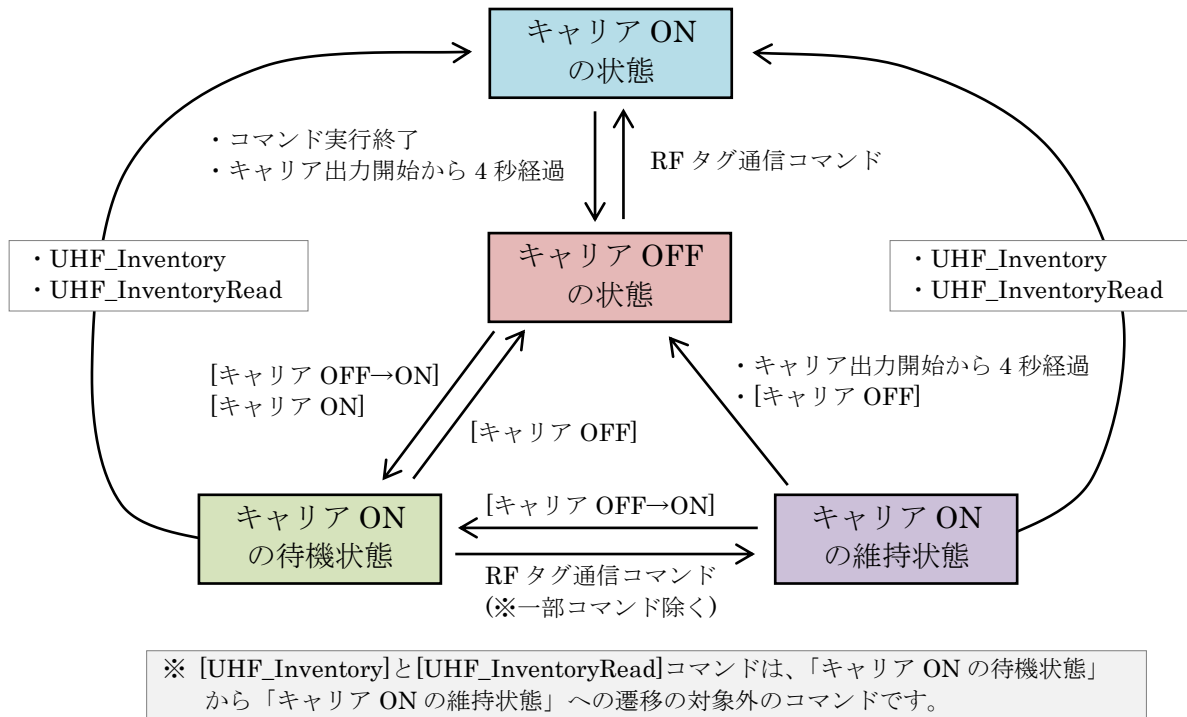 キャリア ON
の状態
・コマンド実行終了
・キャリア出力開始から 4 秒経過
RF タグ通信コマンド
・UHF_Inventory
・UHF_InventoryRead
キャリア OFF
の状態
・UHF_Inventory
・UHF_InventoryRead
[キャリア OFF→ON]
[キャリア ON]
[キャリア OFF]
・キャリア出力開始から 4 秒経過
・[キャリア OFF]
キャリア ON
の待機状態
[キャリア OFF→ON]
RF タグ通信コマンド
(※一部コマンド除く)
キャリア ON
の維持状態
※ [UHF_Inventory]と[UHF_InventoryRead]コマンドは、「キャリア ON の待機状態」
から「キャリア ON の維持状態」への遷移の対象外のコマンドです。